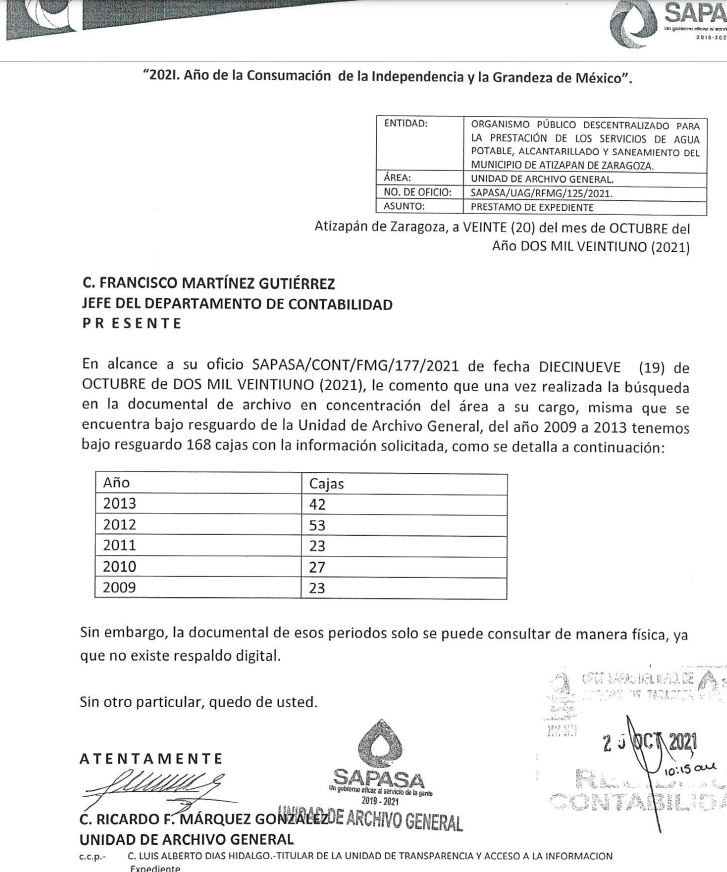 SAPA
Un gobierno eficaz al servi
2019-202
“202I. Año de la Consumación de la Independencia y la Grandeza de México”.
ENTIDAD: ORGANISMO PÚBLICO DESCENTRALIZADO PARA
LA PRESTACIÓN DE LOS SERVICIOS DE AGUA
POTABLE, ALCANTARILLADO Y SANEAMIENTO DEL
MUNICIPIO DE ATIZAPAN DE ZARAGOZA.
ÁREA: UNIDAD DE ARCHIVO GENERAL.
NO. DE OFICIO: SAPASA/UAG/RFMG/125/2021.
ASUNTO: PRESTAMO DE EXPEDIENTE
Atizapán de Zaragoza, a VEINTE (20) del mes de OCTUBRE del
Año DOS MIL VEINTIUNO (2021)
C. FRANCISCO MARTÍNEZ GUTIÉRREZ
JEFE DEL DEPARTAMENTO DE CONTABILIDAD
P R E S E N T E
En alcance a su oficio SAPASA/CONT/FMG/177/2021 de fecha DIECINUEVE (19) de
OCTUBRE de DOS MIL VEINTIUNO (2021), le comento que una vez realizada la búsqueda
en la documental de archivo en concentración del área a su cargo, misma que se
encuentra bajo resguardo de la Unidad de Archivo General, del año 2009 a 2013 tenemos
bajo resguardo 168 cajas con la información solicitada, como se detalla a continuación:
Año Cajas
2013 42
2012 53
2011 23
2010 27
2009 23
Sin embargo, la documental de esos periodos solo se puede consultar de manera física, ya
que no existe respaldo digital.
Sin otro particular, quedo de usted.
20 OCT 2021
10:15 am
CONTABILIDA
A T E N T A M E N T E
SAPASA
Un gobierno eficaz al servicio de la gente
2019 - 2021
UNIDAD DE ARCHIVO GENERAL
C. RICARDO F. MÁRQUEZ GONZÁLEZ
UNIDAD DE ARCHIVO GENERAL
c.c.p.- C. LUIS ALBERTO DIAS HIDALGO.-TITULAR DE LA UNIDAD DE TRANSPARENCIA Y ACCESO A LA INFORMACION
Expediente